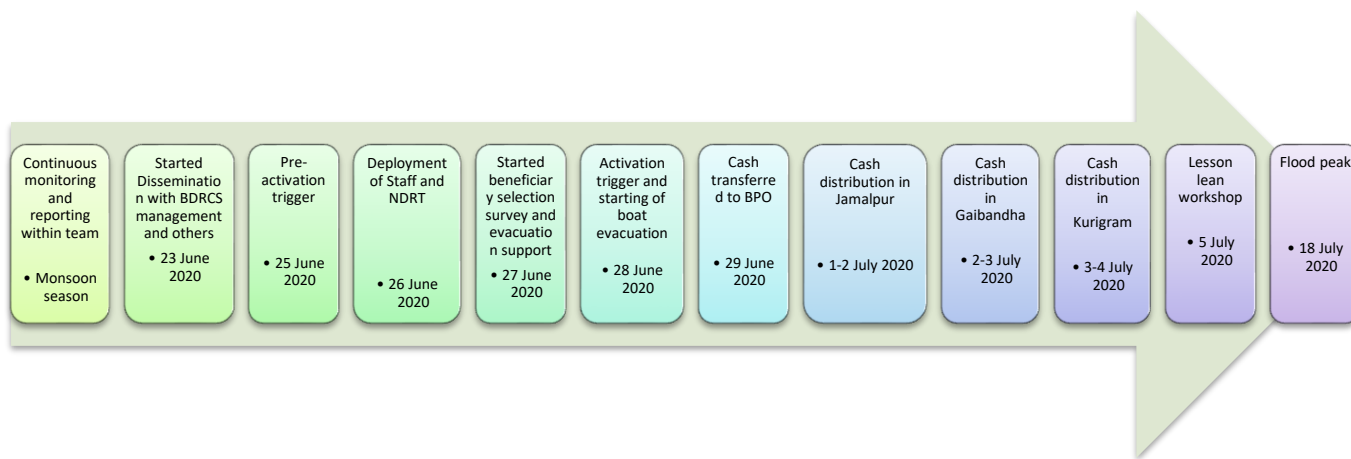 Continuous
monitoring
and
reporting
within team
• Monsoon
season
Started
Disseminatio
n with BDRCS
management
and others
• 23 June
2020
Pre-
activation
trigger
• 25 June
2020
Deployment
of Staff and
NDRT
• 26 June
2020
Started
beneficiar
y selection
survey and
evacuatio
n support
• 27 June
2020
Activation
trigger and
starting of
boat
evacuation
• 28 June
2020
Cash
transferre
d to BPO
• 29 June
2020
Cash
distribution in
Jamalpur
• 1-2 July 2020
Cash
distribution
in
Gaibandha
• 2-3 July
2020
Cash
distribution
in
Kurigram
• 3-4 July
2020
Lesson
lean
workshop
• 5 July
2020
Flood peak
• 18 July
2020